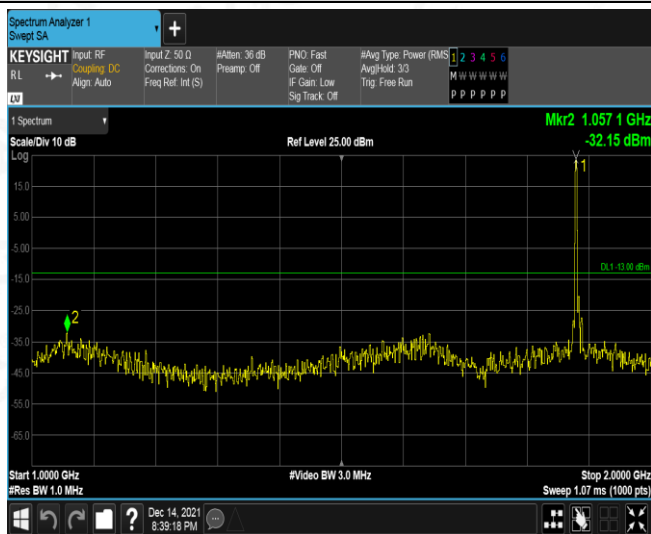 Spectrum Analyzer 1
Swept SA
+
KEYSIGHT
RL
LXI
Input: RF
Coupling: DC
Align: Auto
Input Z: 50 Ω
Corrections: On
Freq Ref: Int (S)
#Atten: 36 dB
Preamp: Off
PNO: Fast
Gate: Off
IF Gain: Low
Sig Track: Off
#Avg Type: Power (RMS
Avg|Hold: 3/3
Trig: Free Run
1 2 3 4 5 6
M W W W W W
P P P P P P
1 Spectrum
Scale/Div 10 dB
Ref Level 25.00 dBm
Mkr2 1.057 1 GHz
-32.15 dBm
Log
15.0
5.00
-5.00
-15.0
-25.0
-35.0
-45.0
-55.0
-65.0
1
DL1 -13.00 dBm
2
Start 1.0000 GHz
#Res BW 1.0 MHz
#Video BW 3.0 MHz
Stop 2.0000 GHz
Sweep 1.07 ms (1000 pts)
?
Dec 14, 2021
8:39:18 PM